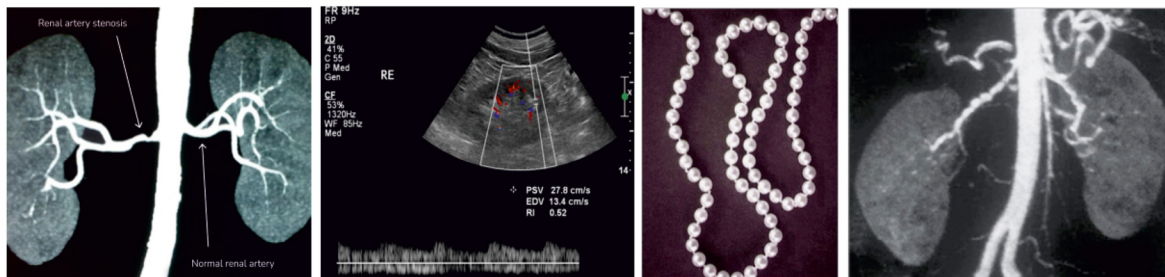 Renal artery stenosis
Normal renal artery
FR 9Hz
RP
2D
41%
C 55
P Med
Gen
CF
53%
1320Hz
WF 85Hz
Med
RE
x
14-
PSV 27.8 cm/s
EDV 13.4 cm/s
RI 0.52